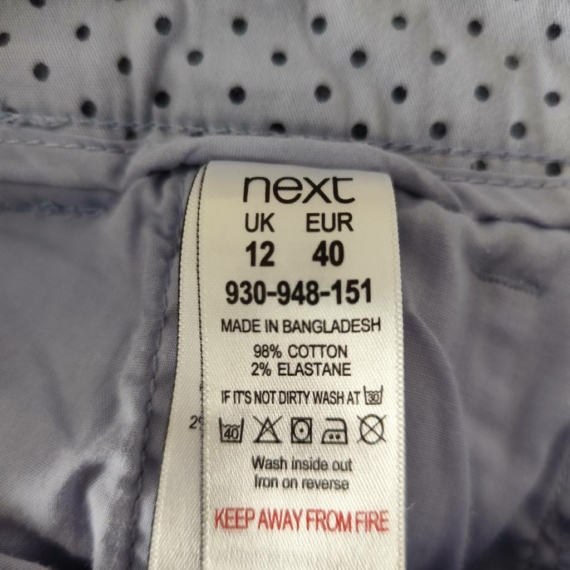 next
UK EUR
12 40
930-948-151
MADE IN BANGLADESH
98% COTTON
2% ELASTANE
IF IT'S NOT DIRTY WASH AT 30
40
Wash inside out
Iron on reverse
KEEP AWAY FROM FIRE